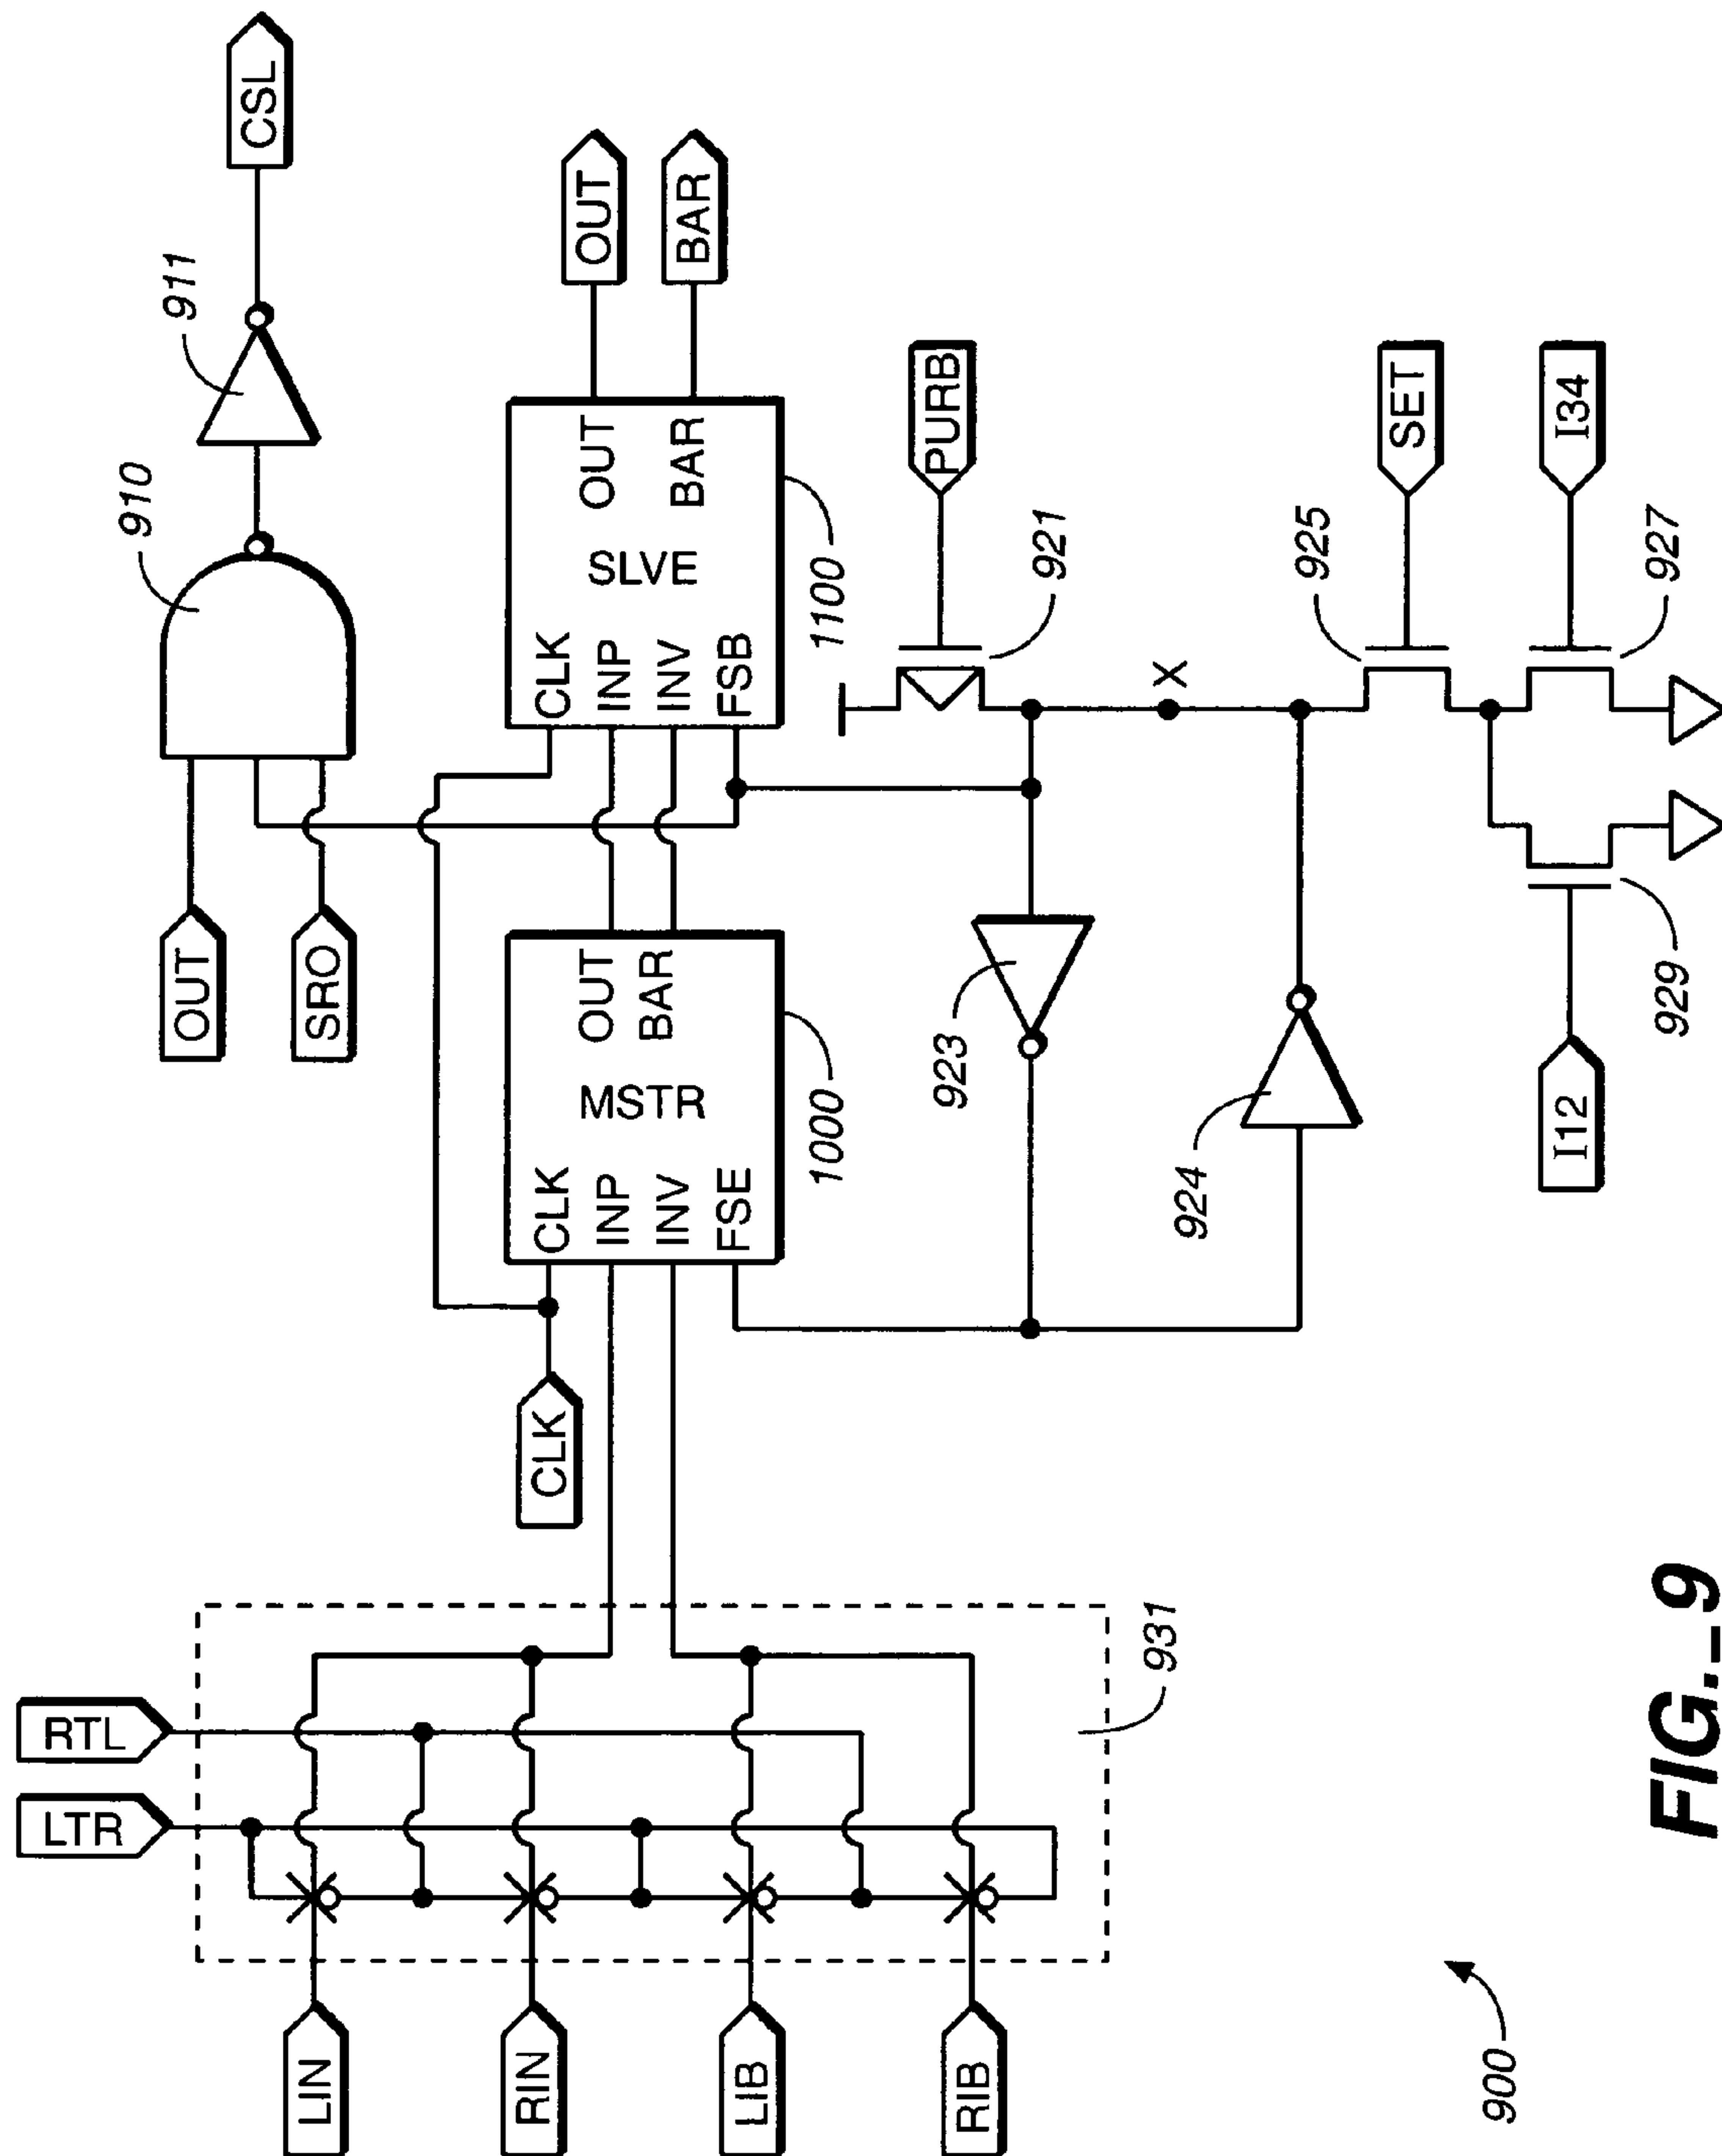 CSL
911
910
OUT
SRO
OUT
BAR
CLK
INP
INV
FSB
SLVE
OUT
BAR
1100
CLK
INP
INV
FSE
MSTR
OUT
BAR
1000
CLK
RTL
LTR
LIN
RIN
LIB
RIB
931
PURB
921
X
923
924
925
SET
927
I34
929
I12
900
FIG._9